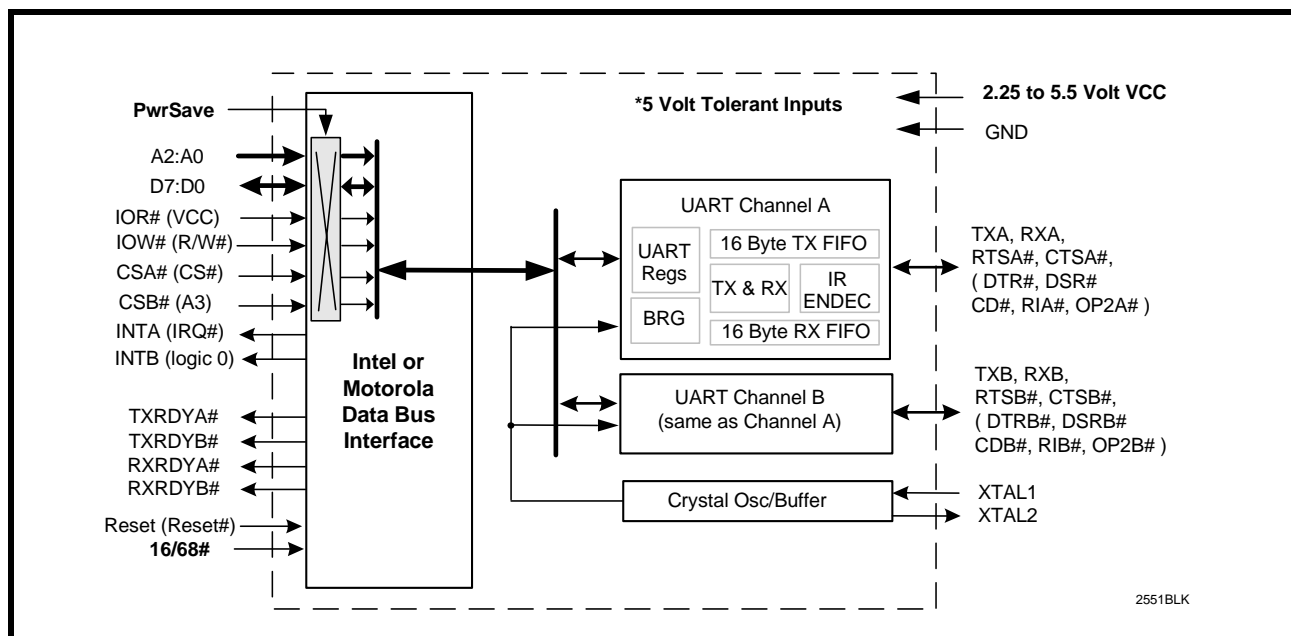 PwrSave
A2:A0
D7:D0
IOR# (VCC)
IOW# (R/W#)
CSA# (CS#)
CSB# (A3)
INTA (IRQ#)
INTB (logic 0)
TXRDYA#
TXRDYB#
RXRDYA#
RXRDYB#
Reset (Reset#)
16/68#
Intel or
Motorola
Data Bus
Interface
*5 Volt Tolerant Inputs
2.25 to 5.5 Volt VCC
GND
UART Channel A
UART
Regs
BRG
16 Byte TX FIFO
TX & RX
IR
ENDEC
16 Byte RX FIFO
TXA, RXA,
RTSA#, CTSA#,
( DTR#, DSR#
CD#, RIA#, OP2A# )
UART Channel B
(same as Channel A)
TXB, RXB,
RTSB#, CTSB#,
( DTRB#, DSRB#
CDB#, RIB#, OP2B# )
Crystal Osc/Buffer
XTAL1
XTAL2
2551BLK